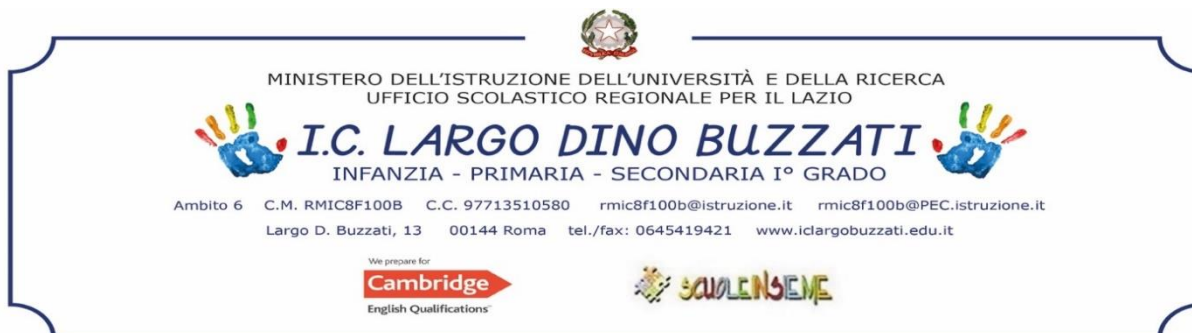 MINISTERO DELL'ISTRUZIONE DELL'UNIVERSITÀ E DELLA RICERCA
UFFICIO SCOLASTICO REGIONALE PER IL LAZIO
I.C. LARGO DINO BUZZATI
INFANZIA - PRIMARIA - SECONDARIA I° GRADO
Ambito 6 C.M. RMIC8F100B C.C. 97713510580 rmic8f100b@istruzione.it rmic8f100b@PEC.istruzione.it
Largo D. Buzzati, 13 00144 Roma tel./fax: 0645419421 www.iclargobuzzati.edu.it
We prepare for
Cambridge
English Qualifications
SCUOLEINSIEME